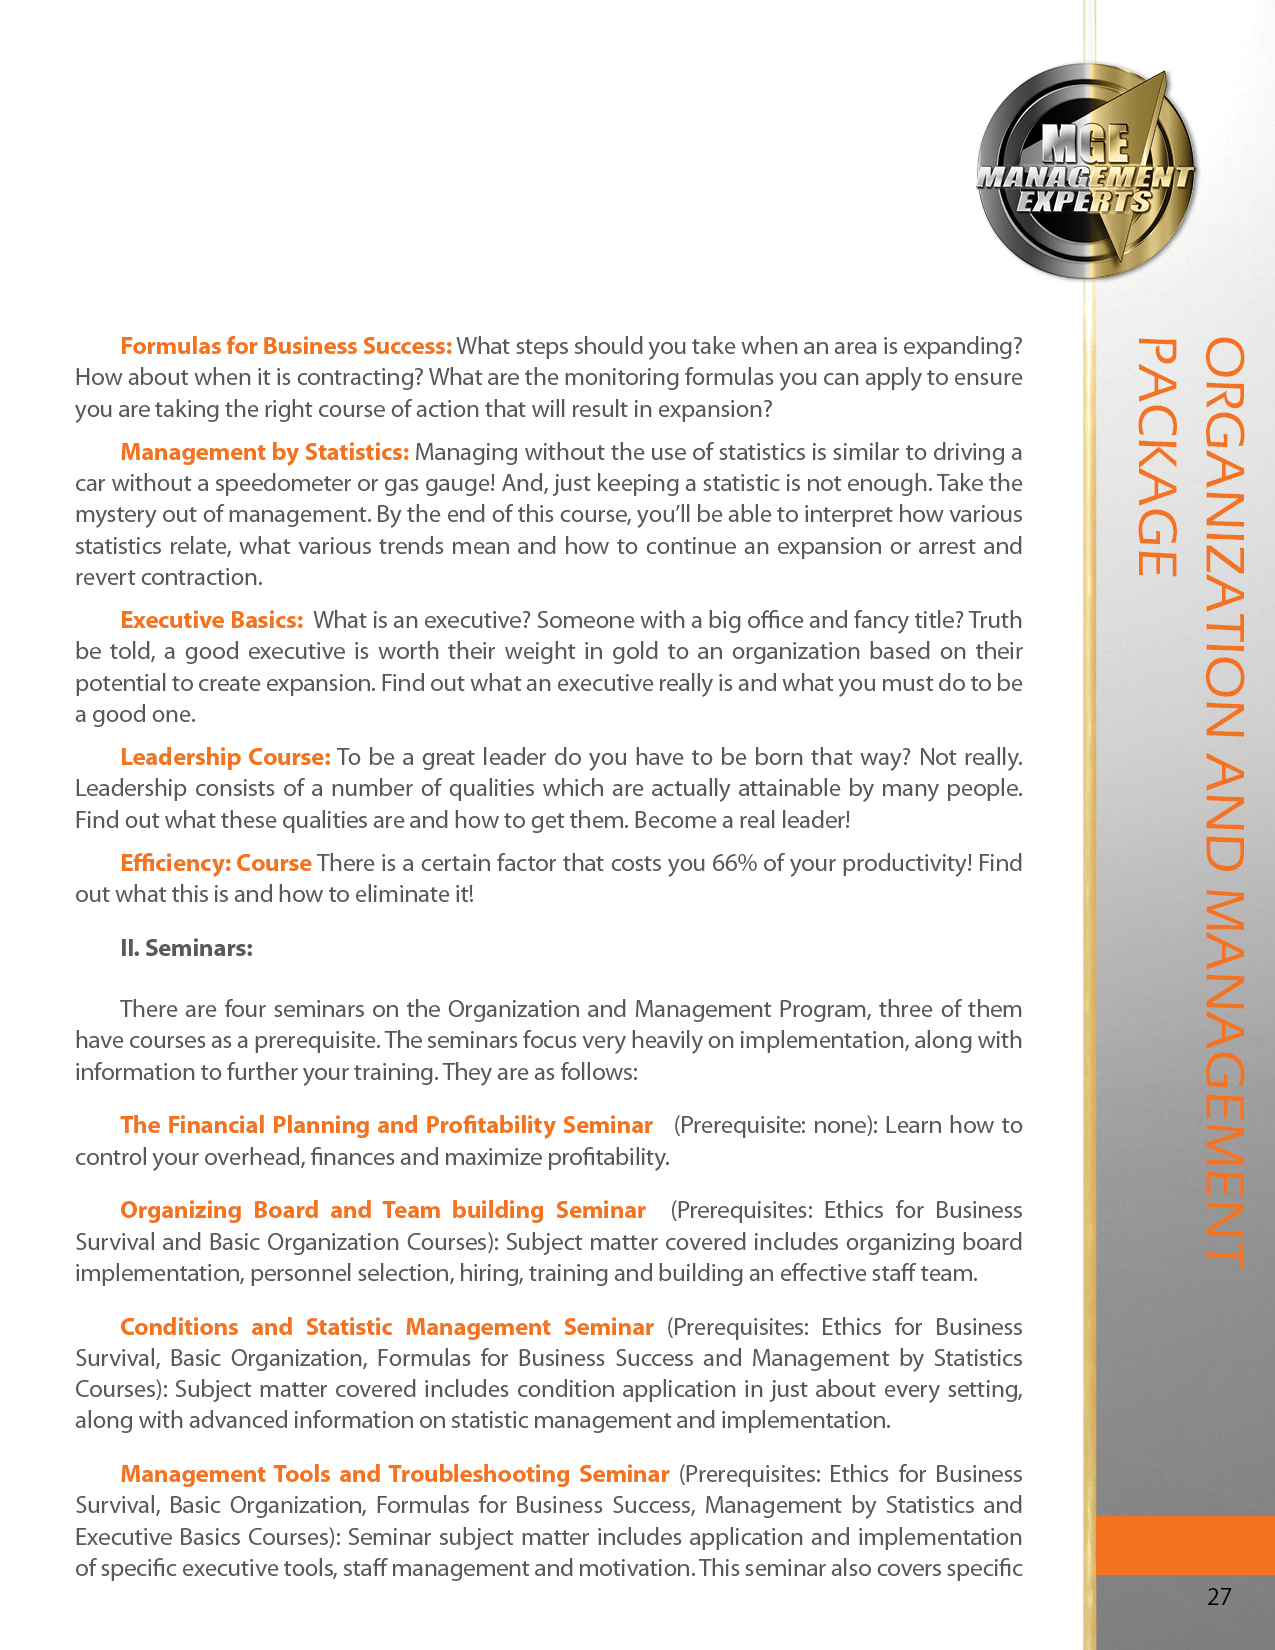 MGE
MANAGEMENT
EXPERTS
Formulas for Business Success: What steps should you take when an area is expanding?
How about when it is contracting? What are the monitoring formulas you can apply to ensure
you are taking the right course of action that will result in expansion?
Management by Statistics: Managing without the use of statistics is similar to driving a
car without a speedometer or gas gauge! And, just keeping a statistic is not enough. Take the
mystery out of management. By the end of this course, you’ll be able to interpret how various
statistics relate, what various trends mean and how to continue an expansion or arrest and
revert contraction.
Executive Basics: What is an executive? Someone with a big office and fancy title? Truth
be told, a good executive is worth their weight in gold to an organization based on their
potential to create expansion. Find out what an executive really is and what you must do to be
a good one.
Leadership Course: To be a great leader do you have to be born that way? Not really.
Leadership consists of a number of qualities which are actually attainable by many people.
Find out what these qualities are and how to get them. Become a real leader!
Efficiency: Course There is a certain factor that costs you 66% of your productivity! Find
out what this is and how to eliminate it!
II. Seminars:
There are four seminars on the Organization and Management Program, three of them
have courses as a prerequisite. The seminars focus very heavily on implementation, along with
information to further your training. They are as follows:
The Financial Planning and Profitability Seminar (Prerequisite: none): Learn how to
control your overhead, finances and maximize profitability.
Organizing Board and Team building Seminar (Prerequisites: Ethics for Business
Survival and Basic Organization Courses): Subject matter covered includes organizing board
implementation, personnel selection, hiring, training and building an effective staff team.
Conditions and Statistic Management Seminar (Prerequisites: Ethics for Business
Survival, Basic Organization, Formulas for Business Success and Management by Statistics
Courses): Subject matter covered includes condition application in just about every setting,
along with advanced information on statistic management and implementation.
Management Tools and Troubleshooting Seminar (Prerequisites: Ethics for Business
Survival, Basic Organization, Formulas for Business Success, Management by Statistics and
Executive Basics Courses): Seminar subject matter includes application and implementation
of specific executive tools, staff management and motivation. This seminar also covers specific
ORGANIZATION AND MANAGEMENT
PACKAGE
27